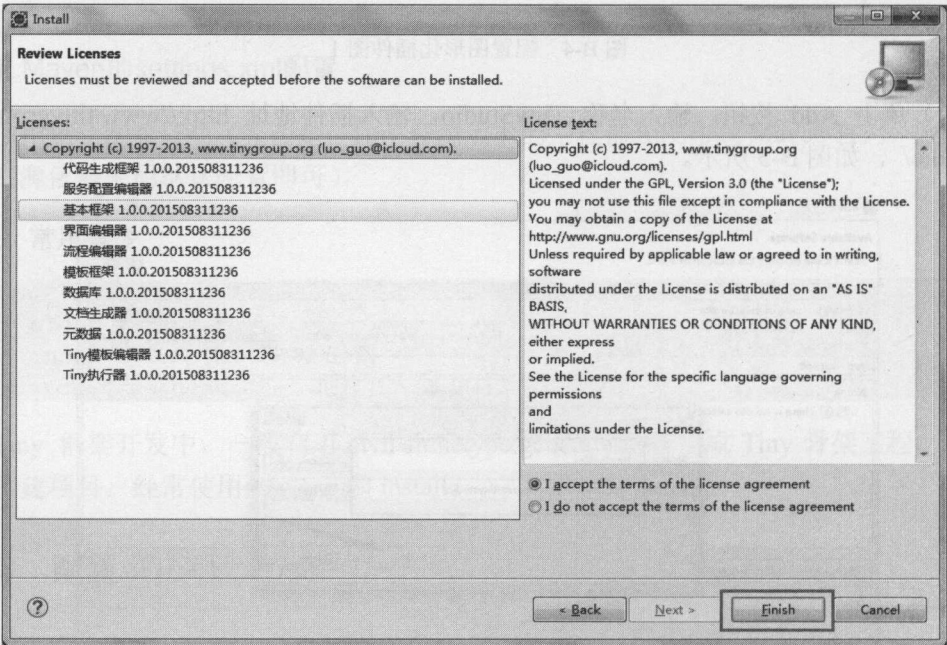 Install
Review Licenses
Licenses must be reviewed and accepted before the software can be installed.
Licenses:
Copyright (c) 1997-2013, www.tinygroup.org (luo_guo@icloud.com).
代码生成框架 1.0.0.201508311236
服务配置编辑器 1.0.0.201508311236
基本框架 1.0.0.201508311236
界面编辑器 1.0.0.201508311236
流程编辑器 1.0.0.201508311236
模板框架 1.0.0.201508311236
数据库 1.0.0.201508311236
文档生成器 1.0.0.201508311236
元数据 1.0.0.201508311236
Tiny模板编辑器 1.0.0.201508311236
Tiny执行器 1.0.0.201508311236
License text:
Copyright (c) 1997-2013, www.tinygroup.org
(luo_guo@icloud.com).
Licensed under the GPL, Version 3.0 (the "License");
you may not use this file except in compliance with the License.
You may obtain a copy of the License at
http://www.gnu.org/licenses/gpl.html
Unless required by applicable law or agreed to in writing,
software
distributed under the License is distributed on an "AS IS"
BASIS,
WITHOUT WARRANTIES OR CONDITIONS OF ANY KIND,
either express
or implied.
See the License for the specific language governing
permissions
and
limitations under the License.
I accept the terms of the license agreement
I do not accept the terms of the license agreement
< Back
Next >
Finish
Cancel